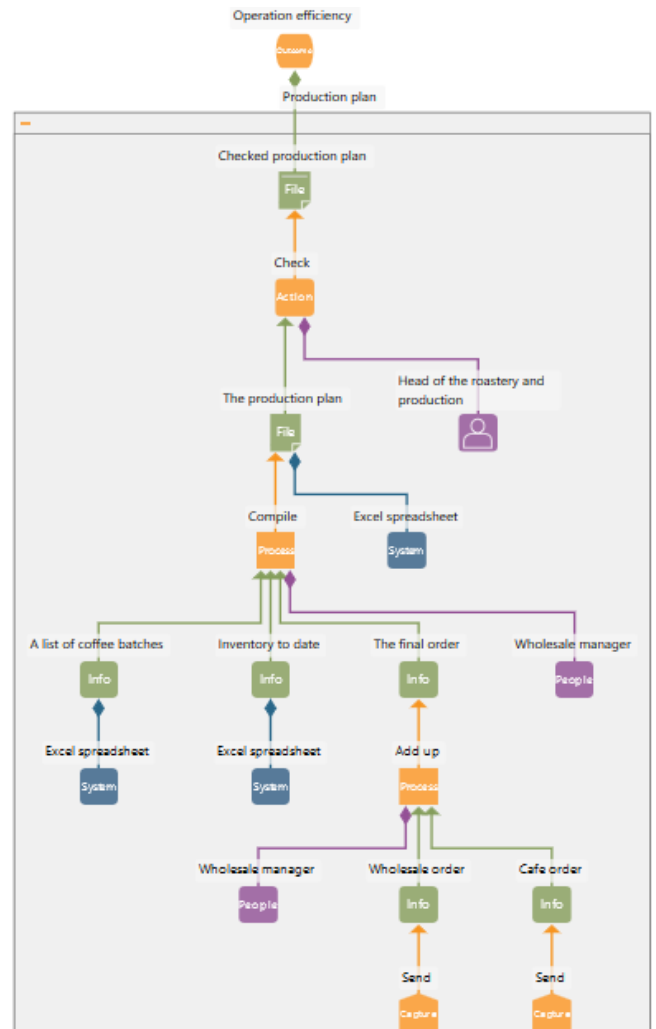 Operation efficiency
Outcome
Production plan
Checked production plan
File
Check
Action
Head of the roastery and
production
The production plan
File
Compile
Excel spreadsheet
Process
System
A list of coffee batches
Inventory to date
The final order
Wholesale manager
Info
Info
Info
People
Excel spreadsheet
Excel spreadsheet
Add up
System
System
Process
Wholesale manager
Wholesale order
Cafe order
People
Info
Info
Send
Send
Capture
Capture